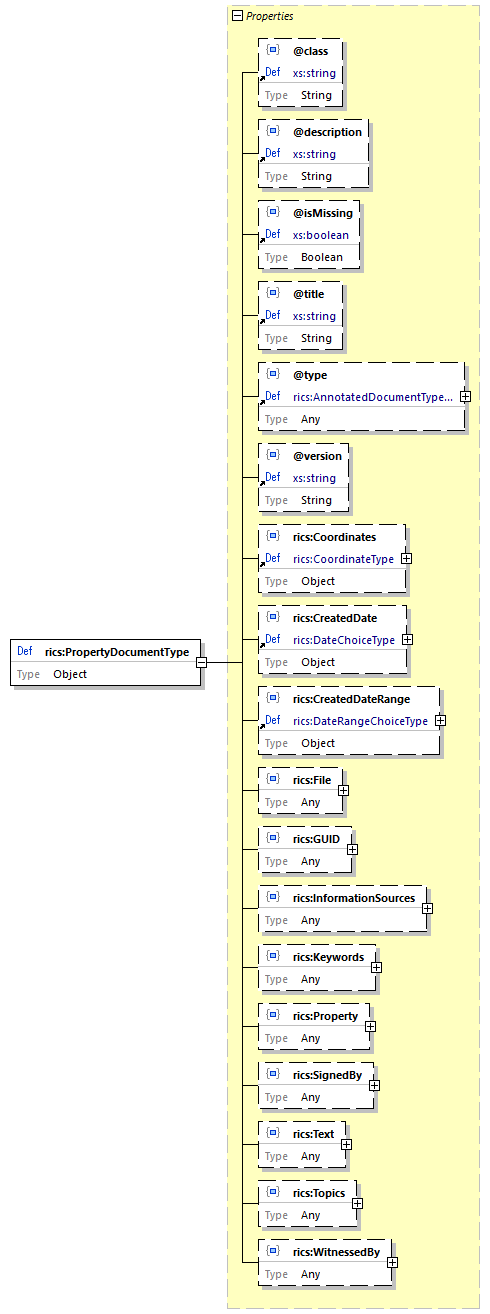 Properties
@class
Def xs:string
Type String
@description
Def xs:string
Type String
@isMissing
Def xs:boolean
Type Boolean
@title
Def xs:string
Type String
@type
Def rics:AnnotatedDocumentType...
Type Any
@version
Def xs:string
Type String
rics:Coordinates
Def rics:CoordinateType
Type Object
rics:CreatedDate
Def rics:DateChoiceType
Type Object
Def rics:PropertyDocumentType
Type Object
rics:CreatedDateRange
Def rics:DateRangeChoiceType
Type Object
rics:File
Type Any
rics:GUID
Type Any
rics:InformationSources
Type Any
rics:Keywords
Type Any
rics:Property
Type Any
rics:SignedBy
Type Any
rics:Text
Type Any
rics:Topics
Type Any
rics:WitnessedBy
Type Any